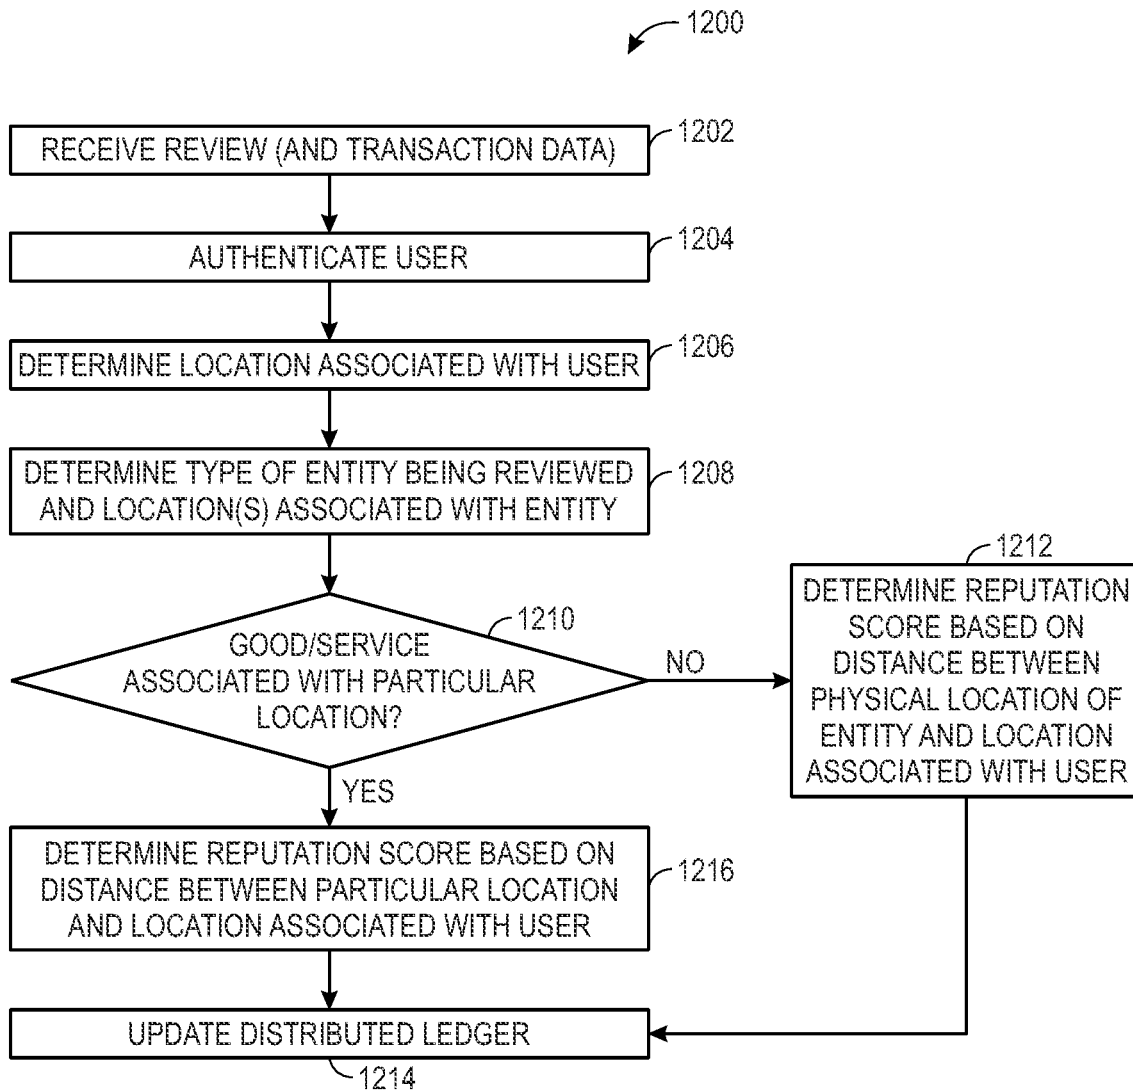 1200
RECEIVE REVIEW (AND TRANSACTION DATA)
1202
AUTHENTICATE USER
1204
DETERMINE LOCATION ASSOCIATED WITH USER
1206
DETERMINE TYPE OF ENTITY BEING REVIEWED
AND LOCATION(S) ASSOCIATED WITH ENTITY
1208
GOOD/SERVICE
ASSOCIATED WITH PARTICULAR
LOCATION?
1210
NO
1212
DETERMINE REPUTATION
SCORE BASED ON
DISTANCE BETWEEN
PHYSICAL LOCATION OF
ENTITY AND LOCATION
ASSOCIATED WITH USER
YES
DETERMINE REPUTATION SCORE BASED ON
DISTANCE BETWEEN PARTICULAR LOCATION
AND LOCATION ASSOCIATED WITH USER
1216
UPDATE DISTRIBUTED LEDGER
1214